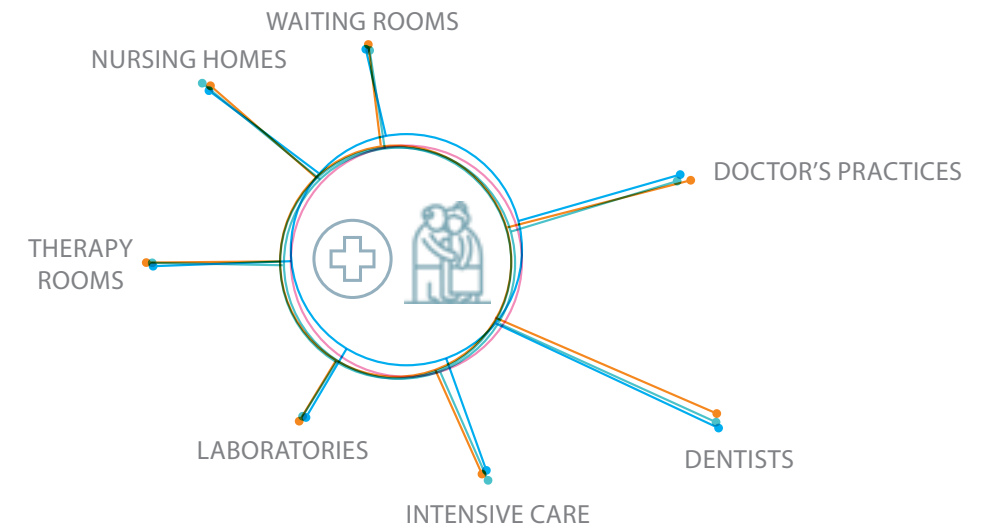 WAITING ROOMS
NURSING HOMES
DOCTOR’S PRACTICES
THERAPY
ROOMS
LABORATORIES
DENTISTS
INTENSIVE CARE